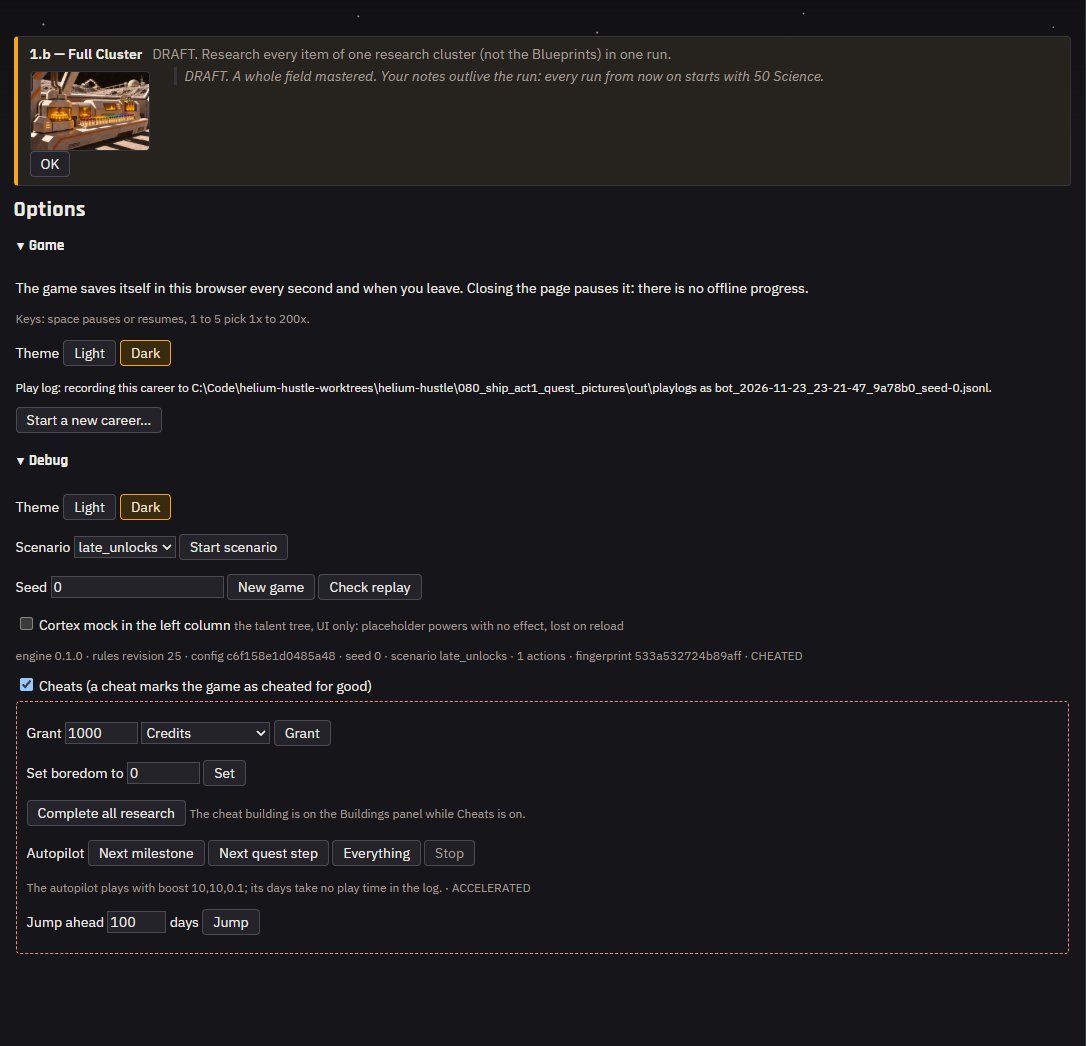 1.b — Full Cluster DRAFT. Research every item of one research cluster (not the Blueprints) in one run.
DRAFT. A whole field mastered. Your notes outlive the run: every run from now on starts with 50 Science.
OK
Options
▾ Game
The game saves itself in this browser every second and when you leave. Closing the page pauses it: there is no offline progress.
Keys: space pauses or resumes, 1 to 5 pick 1x to 200x.
Theme Light Dark
Play log: recording this career to C:\Code\helium-hustle-worktrees\helium-hustle\080_ship_act1_quest_pictures\out\playlogs as bot_2026-11-23_23-21-47_9a78b0_seed-0.jsonl.
Start a new career...
▾ Debug
Theme Light Dark
Scenario late_unlocks Start scenario
Seed 0 New game Check replay
Cortex mock in the left column the talent tree, UI only: placeholder powers with no effect, lost on reload
engine 0.1.0 · rules revision 25 · config c6f158e1d0485a48 · seed 0 · scenario late_unlocks · 1 actions · fingerprint 533a532724b89aff · CHEATED
Cheats (a cheat marks the game as cheated for good)
Grant 1000 Credits Grant
Set boredom to 0 Set
Complete all research The cheat building is on the Buildings panel while Cheats is on.
Autopilot Next milestone Next quest step Everything Stop
The autopilot plays with boost 10,10,0.1; its days take no play time in the log. · ACCELERATED
Jump ahead 100 days Jump